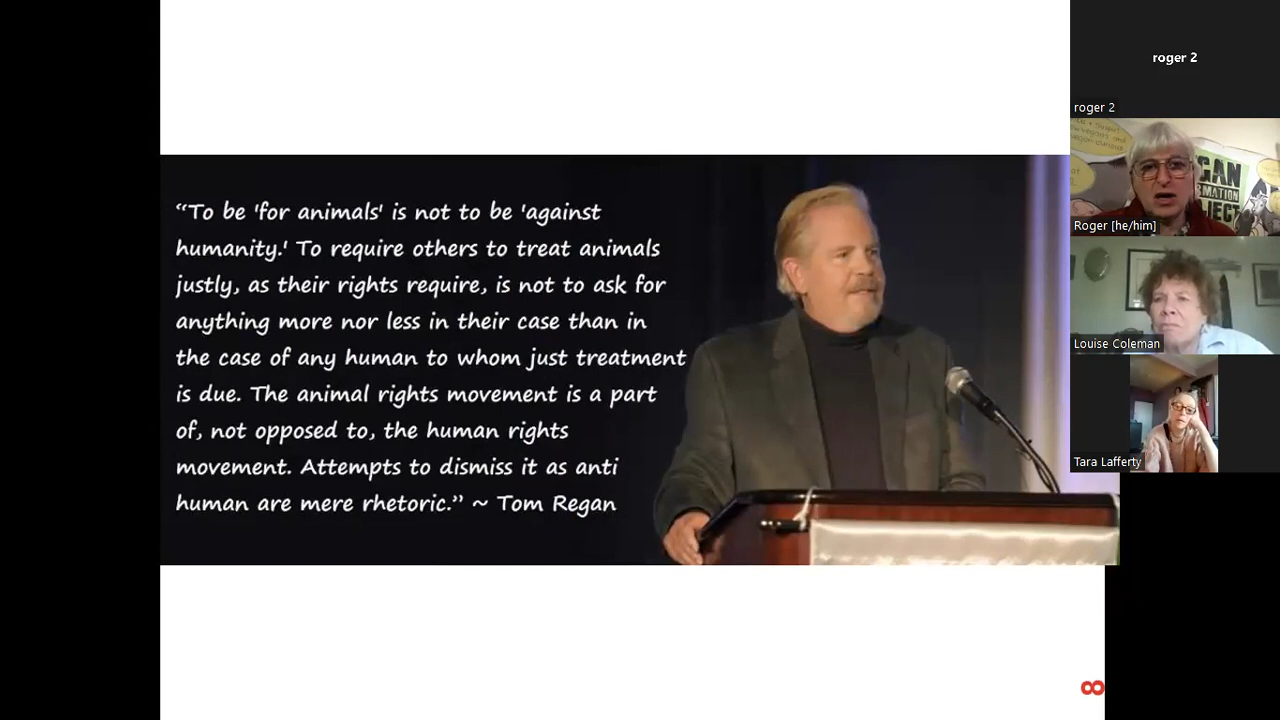 “To be 'for animals' is not to be 'against
humanity.' To require others to treat animals
justly, as their rights require, is not to ask for
anything more nor less in their case than in
the case of any human to whom just treatment
is due. The animal rights movement is a part
of, not opposed to, the human rights
movement. Attempts to dismiss it as anti
human are mere rhetoric.” ~ Tom Regan
roger 2
roger 2
Roger [he/him]
Louise Coleman
Tara Lafferty